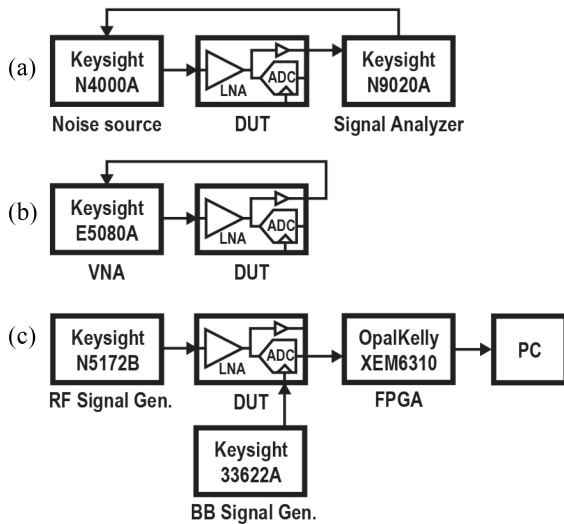 (a)
Keysight
N4000A
Noise source
LNA
ADC
DUT
Keysight
N9020A
Signal Analyzer
(b)
Keysight
E5080A
VNA
LNA
ADC
DUT
(c)
Keysight
N5172B
RF Signal Gen.
LNA
ADC
DUT
OpalKelly
XEM6310
FPGA
PC
Keysight
33622A
BB Signal Gen.